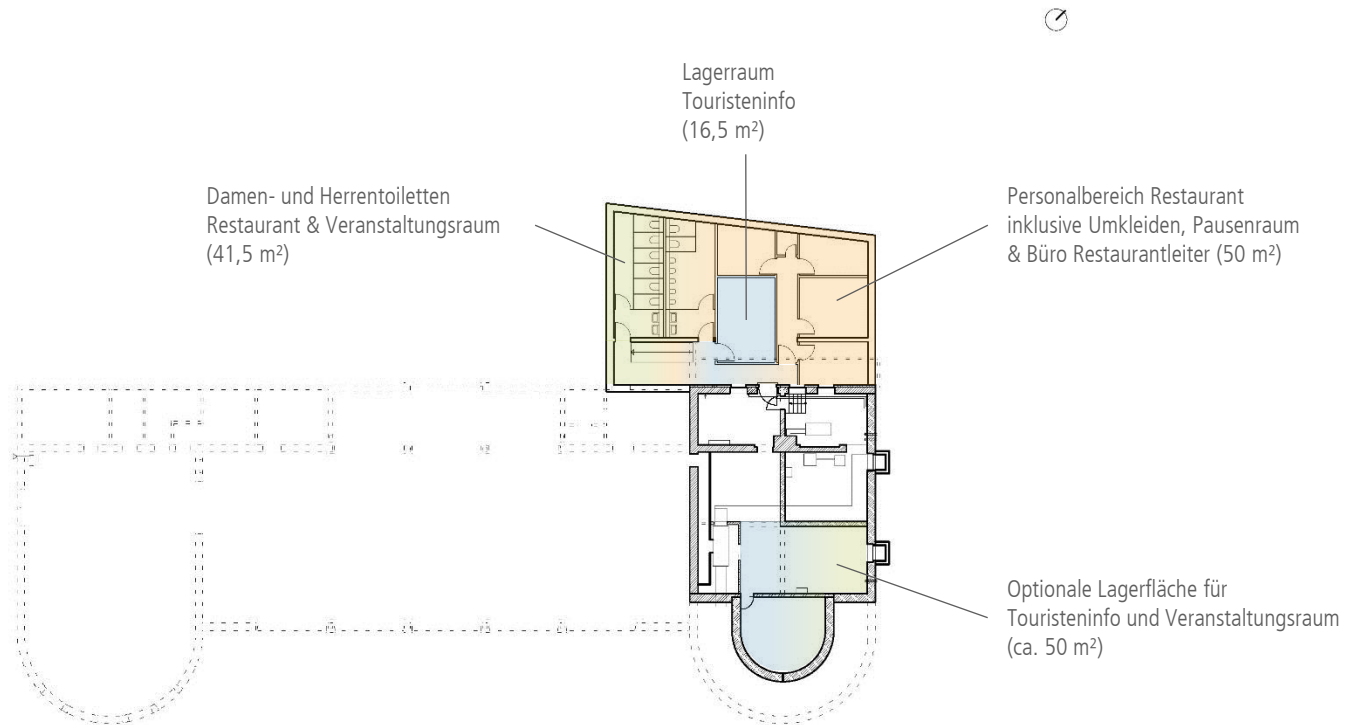 Lagerraum
Touristeninfo
(16,5 m²)
Damen- und Herrentoiletten
Restaurant & Veranstaltungsraum
(41,5 m²)
Personalbereich Restaurant
inklusive Umkleiden, Pausenraum
& Büro Restaurantleiter (50 m²)
Optionale Lagerfläche für
Touristeninfo und Veranstaltungsraum
(ca. 50 m²)